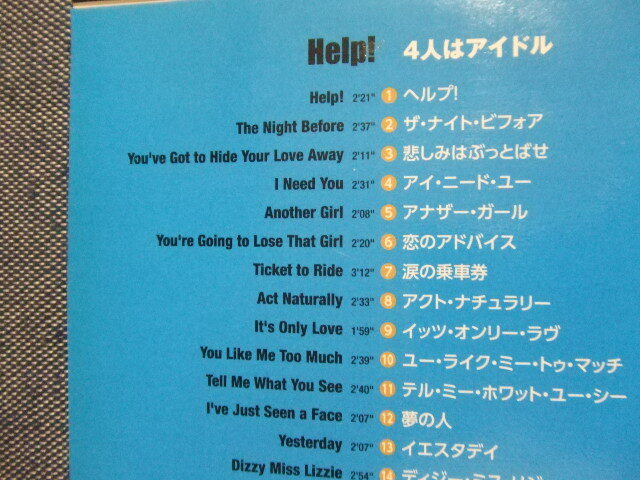 Help! 4人はアイドル
Help! 2'21" 1 ヘルプ!
The Night Before 2'37" 2 ザ・ナイト・ビフォア
You've Got to Hide Your Love Away 2'11" 3 悲しみはぶっとばせ
I Need You 2'31" 4 アイ・ニード・ユー
Another Girl 2'08" 5 アナザー・ガール
You're Going to Lose That Girl 2'20" 6 恋のアドバイス
Ticket to Ride 3'12" 7 涙の乗車券
Act Naturally 2'33" 8 アクト・ナチュラリー
It's Only Love 1'59" 9 イッツ・オンリー・ラヴ
You Like Me Too Much 2'39" 10 ユー・ライク・ミー・トゥ・マッチ
Tell Me What You See 2'40" 11 テル・ミー・ホワット・ユー・シー
I've Just Seen a Face 2'07" 12 夢の人
Yesterday 2'07" 13 イエスタデイ
Dizzy Miss Lizzie 2'54" 14